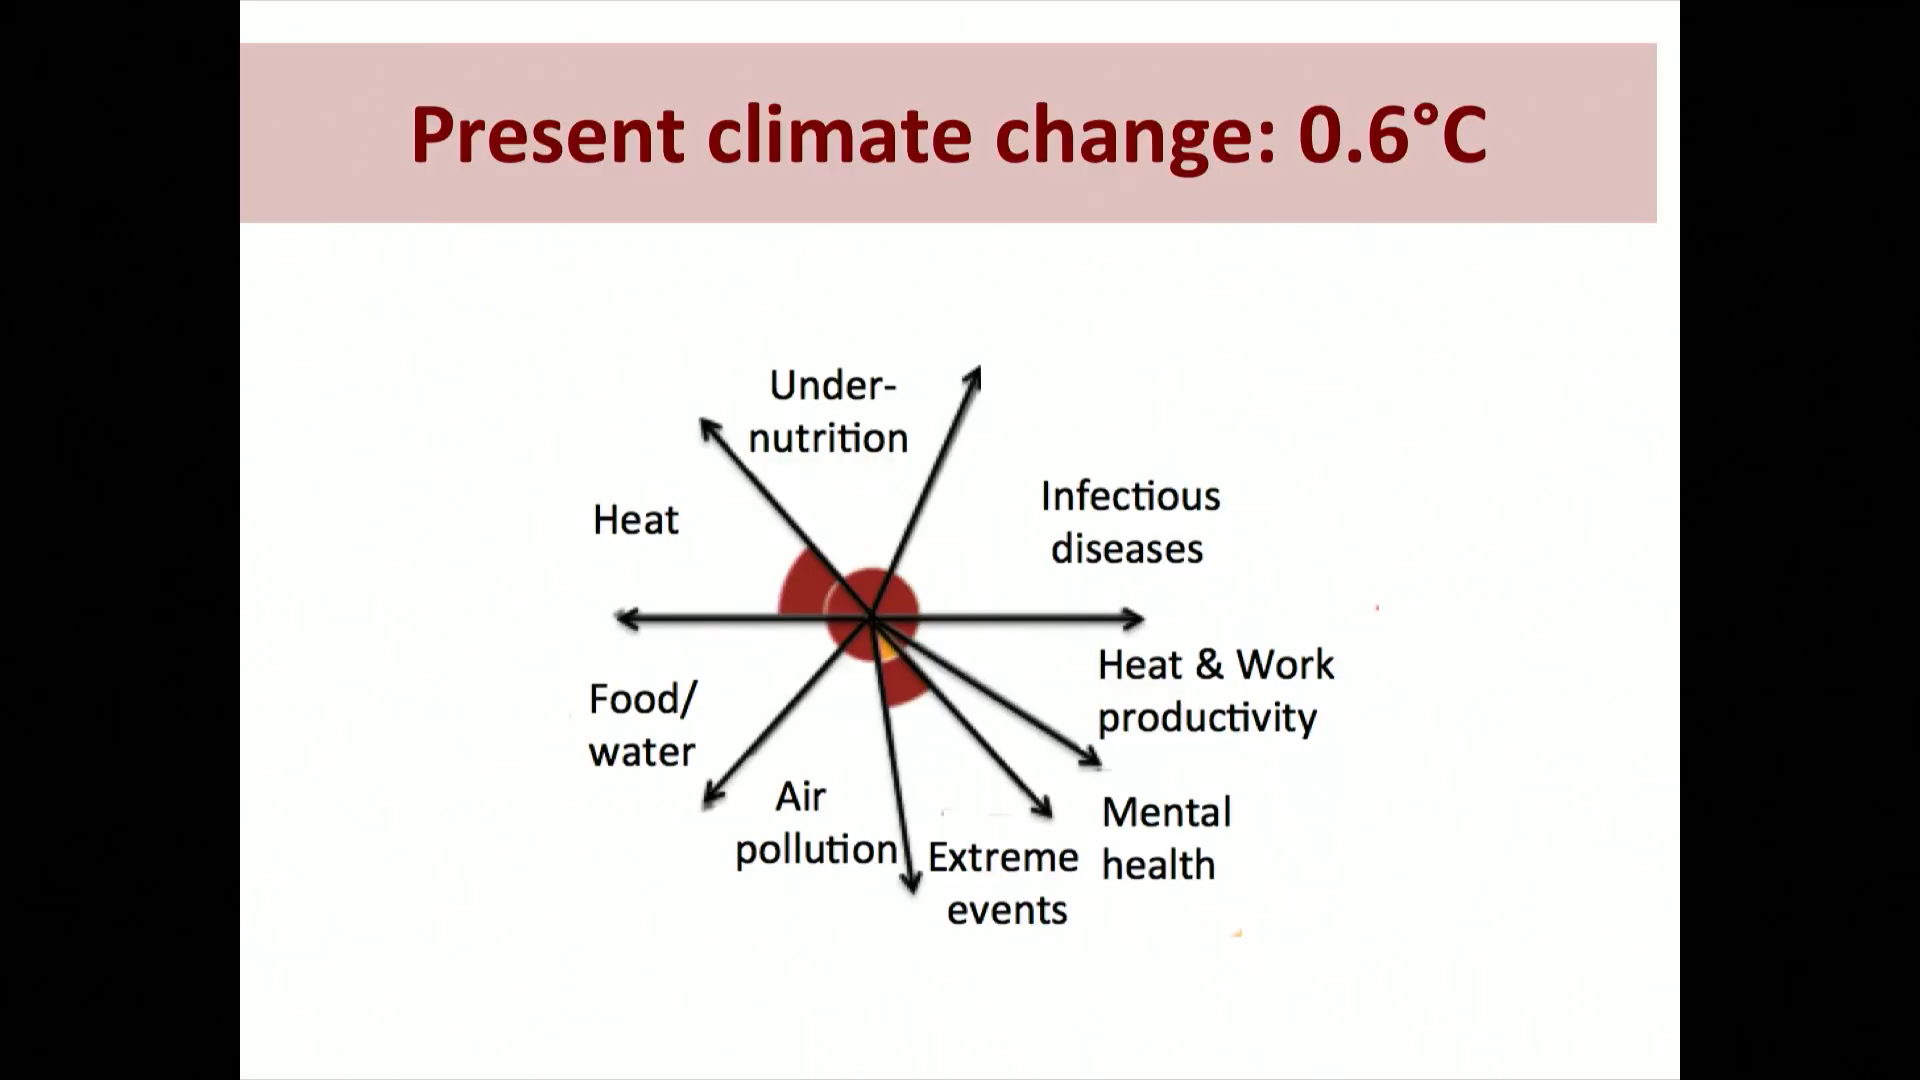 Present climate change: 0.6°C
Under-
nutrition
Heat
Infectious
diseases
Heat & Work
productivity
Food/
water
Air
pollution
Mental
health
Extreme
events